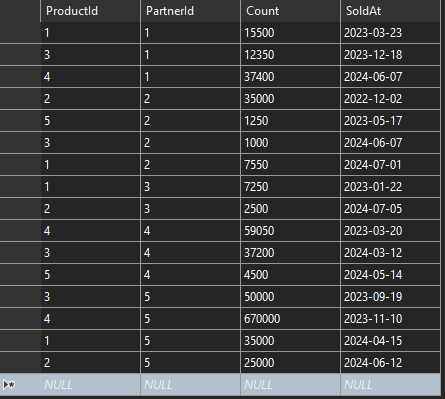 ProductId PartnerId Count SoldAt
1 1 15500 2023-03-23
3 1 12350 2023-12-18
4 1 37400 2024-06-07
2 2 35000 2022-12-02
5 2 1250 2023-05-17
3 2 1000 2024-06-07
1 2 7550 2024-07-01
1 3 7250 2023-01-22
2 3 2500 2024-07-05
4 4 59050 2023-03-20
3 4 37200 2024-03-12
5 4 4500 2024-05-14
3 5 50000 2023-09-19
4 5 670000 2023-11-10
1 5 35000 2024-04-15
2 5 25000 2024-06-12
NULL NULL NULL NULL